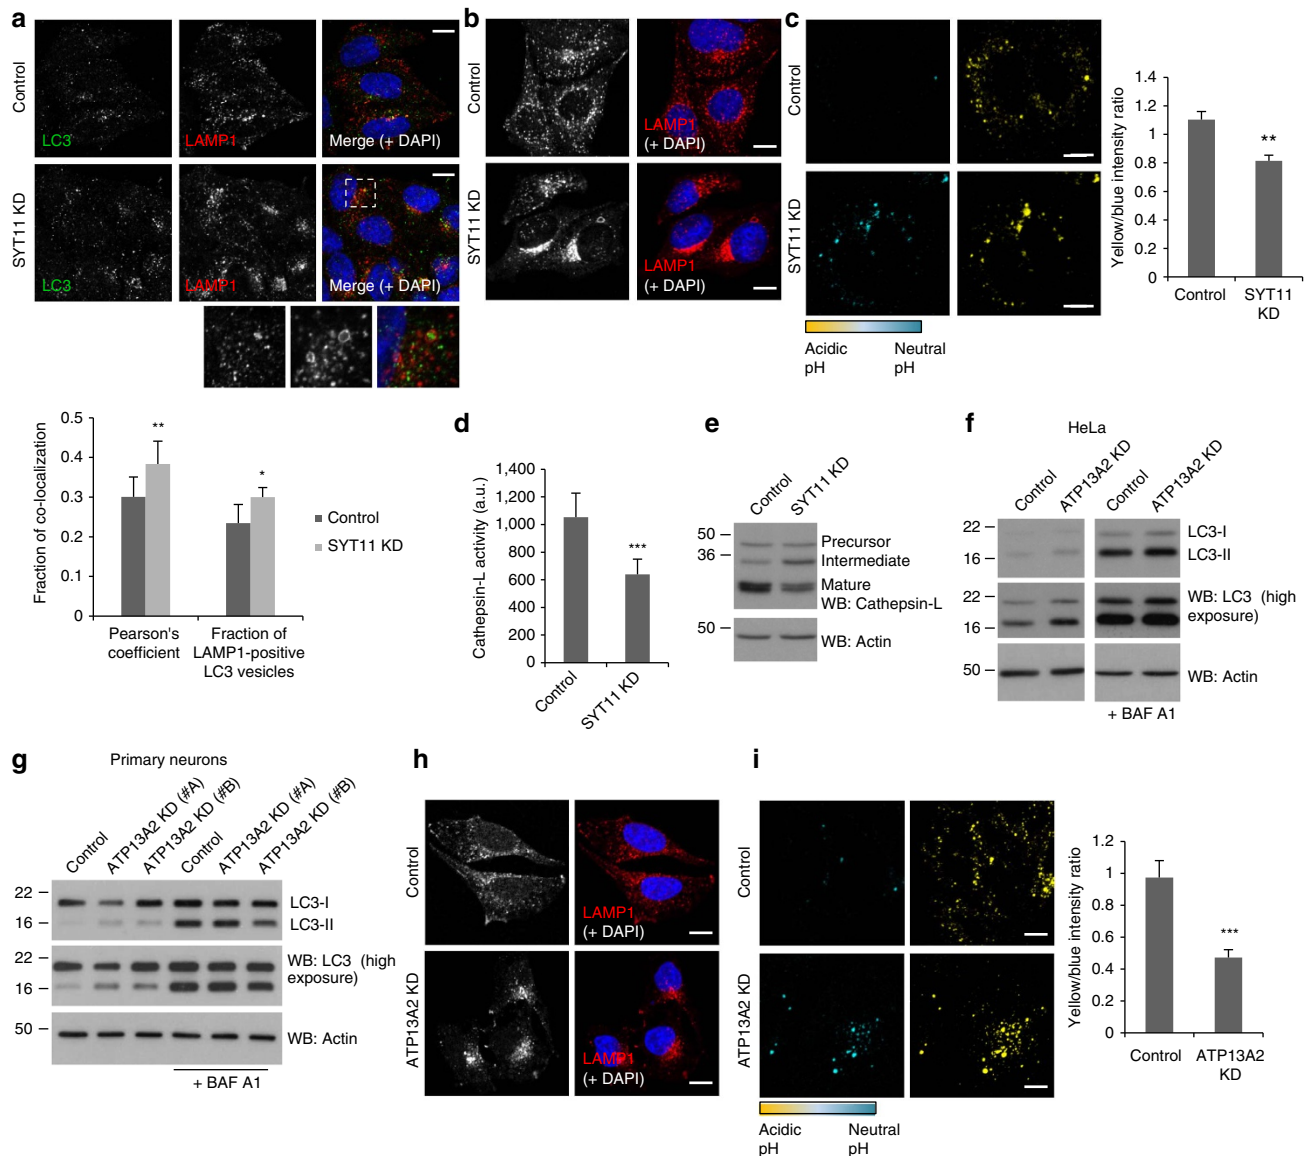 a
Control
LC3
LAMP1
Merge (+ DAPI)
SYT11 KD
LC3
LAMP1
Merge (+ DAPI)
0.5
0.4
0.3
0.2
0.1
0
Fraction of co-localization
**
*
Control
SYT11 KD
Pearson's
coefficient
Fraction of
LAMP1-positive
LC3 vesicles
b
Control
LAMP1
(+ DAPI)
SYT11 KD
LAMP1
(+ DAPI)
c
Control
SYT11 KD
Acidic
pH
Neutral
pH
Yellow/blue intensity ratio
1.4
1.2
1
0.8
0.6
0.4
0.2
0
**
Control
SYT11
KD
d
Cathepsin-L activity (a.u.)
1,400
1,200
1,000
800
600
400
200
0
***
Control
SYT11 KD
e
Control
SYT11 KD
50
36
Precursor
Intermediate
Mature
WB: Cathepsin-L
50
WB: Actin
f
HeLa
Control
ATP13A2 KD
Control
ATP13A2 KD
22
16
LC3-I
LC3-II
22
16
WB: LC3 (high
exposure)
50
WB: Actin
+ BAF A1
g
Primary neurons
Control
ATP13A2 KD (#A)
ATP13A2 KD (#B)
Control
ATP13A2 KD (#A)
ATP13A2 KD (#B)
22
16
LC3-I
LC3-II
22
16
WB: LC3 (high
exposure)
50
WB: Actin
+ BAF A1
h
Control
LAMP1
(+ DAPI)
ATP13A2 KD
LAMP1
(+ DAPI)
i
Control
ATP13A2 KD
Acidic
pH
Neutral
pH
Yellow/blue intensity ratio
1.2
1
0.8
0.6
0.4
0.2
0
***
Control
ATP13A2
KD